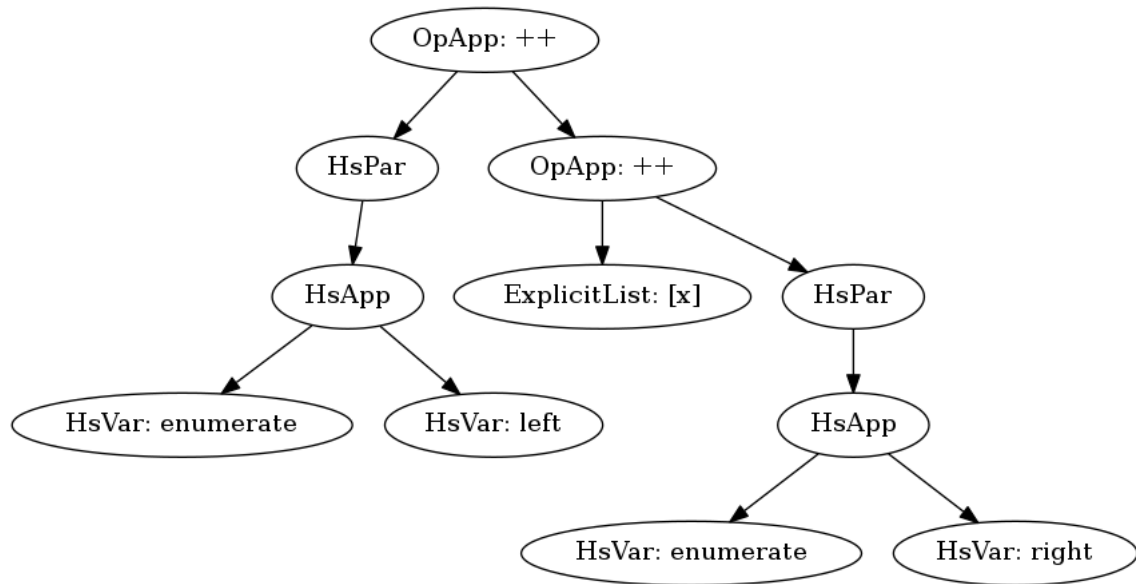 OpApp: ++
HsPar
OpApp: ++
HsApp
ExplicitList: [x]
HsPar
HsVar: enumerate
HsVar: left
HsApp
HsVar: enumerate
HsVar: right